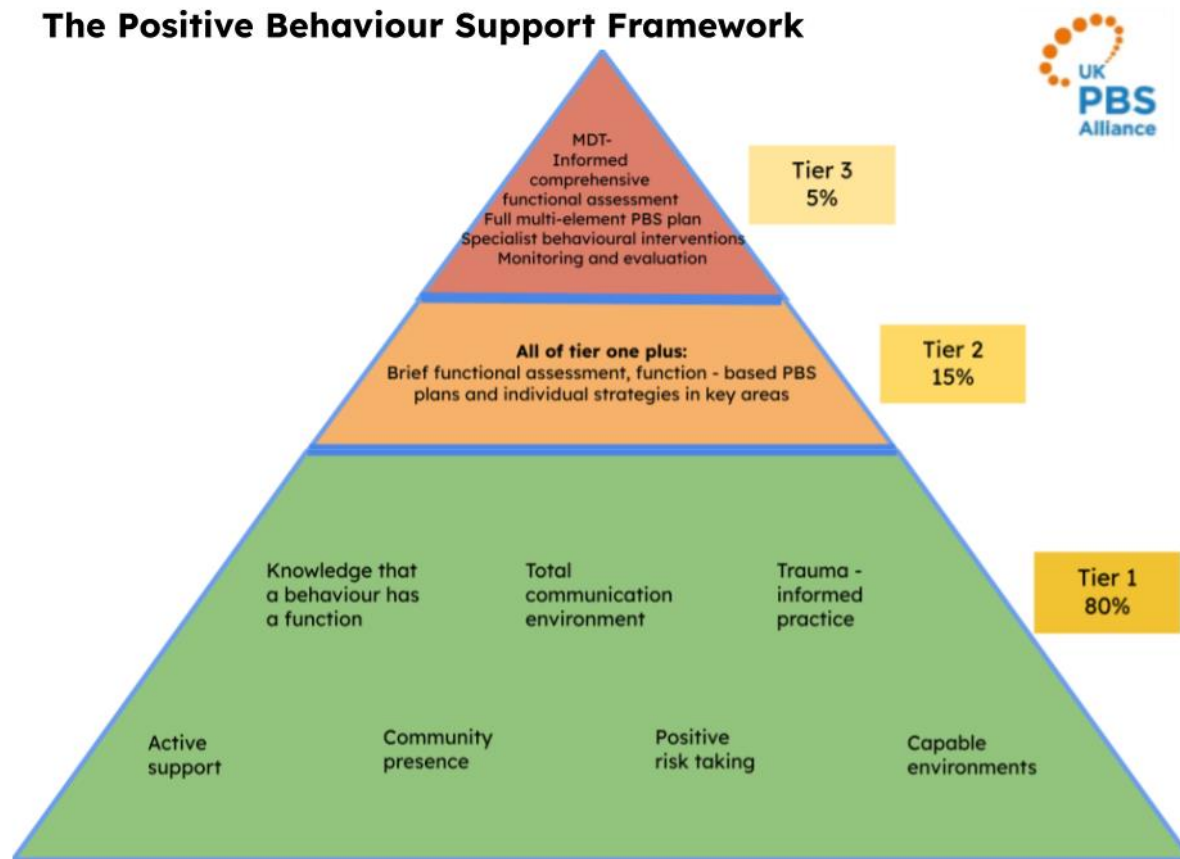 The Positive Behaviour Support Framework
UK
PBS
Alliance
MDT-
Informed
comprehensive
functional assessment
Full multi-element PBS plan
Specialist behavioural interventions
Monitoring and evaluation
Tier 3
5%
All of tier one plus:
Brief functional assessment, function - based PBS
plans and individual strategies in key areas
Tier 2
15%
Knowledge that
a behaviour has
a function
Total
communication
environment
Trauma -
informed
practice
Tier 1
80%
Active
support
Community
presence
Positive
risk taking
Capable
environments